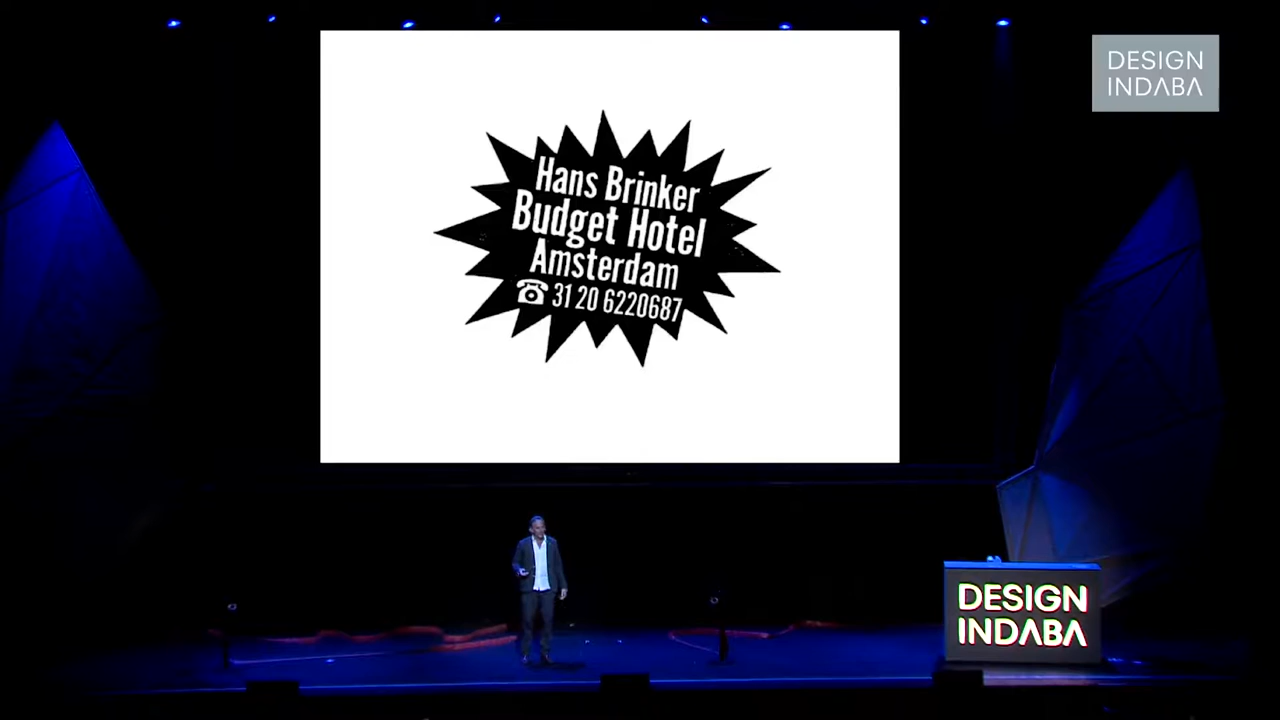 DESIGN
INDABA
Hans Brinker
Budget Hotel
Amsterdam
☎ 31 20 6220687
DESIGN
INDABA